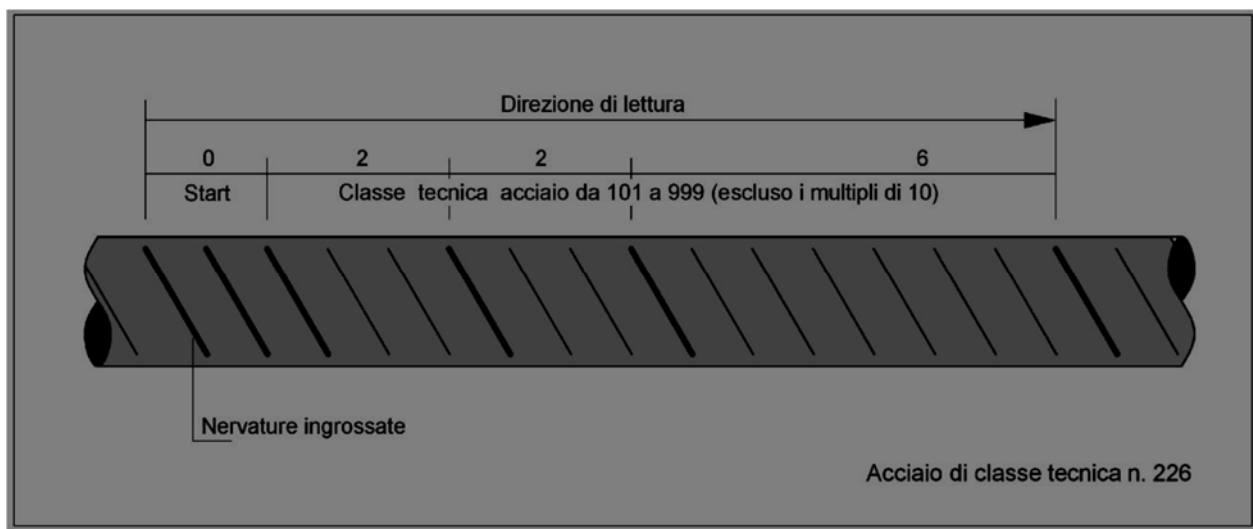 Direzione di lettura
0 2 2 6
Start Classe tecnica acciaio da 101 a 999 (escluso i multipli di 10)
Nervature ingrossate
Acciaio di classe tecnica n. 226